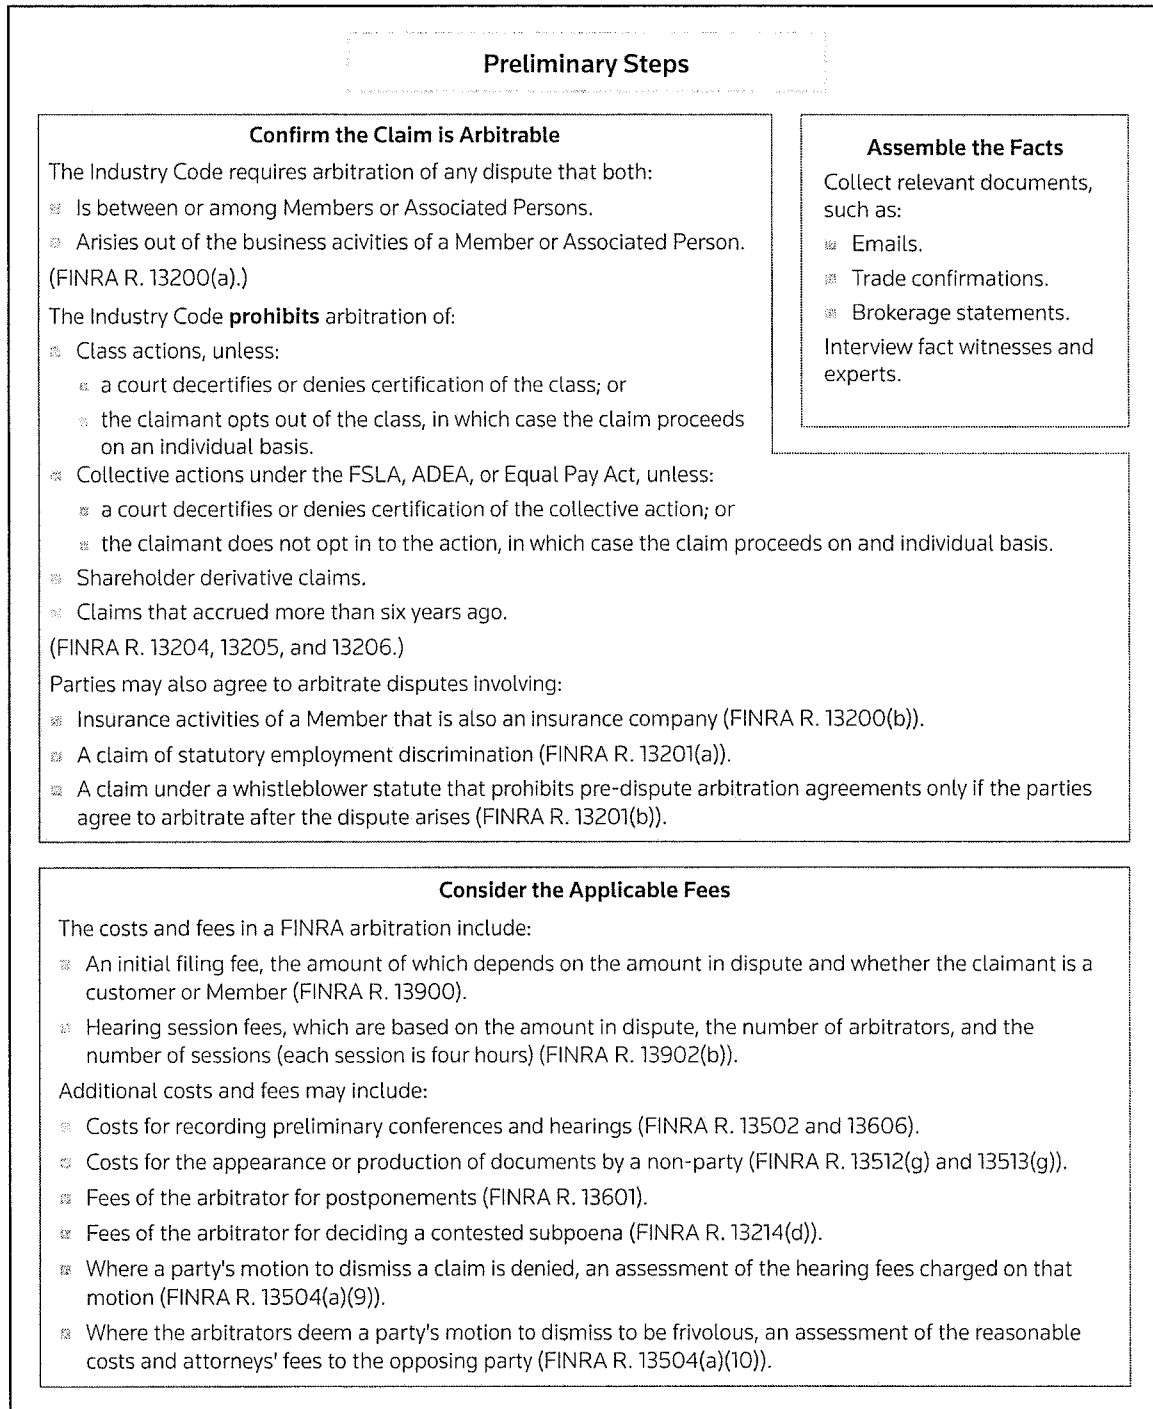 Preliminary Steps
Confirm the Claim is Arbitrable
The Industry Code requires arbitration of any dispute that both:
Is between or among Members or Associated Persons.
Arisies out of the business acivities of a Member or Associated Person.
(FINRA R. 13200(a).)
The Industry Code prohibits arbitration of:
Class actions, unless:
a court decertifies or denies certification of the class; or
the claimant opts out of the class, in which case the claim proceeds
on an individual basis.
Collective actions under the FSLA, ADEA, or Equal Pay Act, unless:
a court decertifies or denies certification of the collective action; or
the claimant does not opt in to the action, in which case the claim proceeds on and individual basis.
Shareholder derivative claims.
Claims that accrued more than six years ago.
(FINRA R. 13204, 13205, and 13206.)
Parties may also agree to arbitrate disputes involving:
Insurance activities of a Member that is also an insurance company (FINRA R. 13200(b)).
A claim of statutory employment discrimination (FINRA R. 13201(a)).
A claim under a whistleblower statute that prohibits pre-dispute arbitration agreements only if the parties
agree to arbitrate after the dispute arises (FINRA R. 13201(b)).
Assemble the Facts
Collect relevant documents,
such as:
Emails.
Trade confirmations.
Brokerage statements.
Interview fact witnesses and
experts.
Consider the Applicable Fees
The costs and fees in a FINRA arbitration include:
An initial filing fee, the amount of which depends on the amount in dispute and whether the claimant is a
customer or Member (FINRA R. 13900).
Hearing session fees, which are based on the amount in dispute, the number of arbitrators, and the
number of sessions (each session is four hours) (FINRA R. 13902(b)).
Additional costs and fees may include:
Costs for recording preliminary conferences and hearings (FINRA R. 13502 and 13606).
Costs for the appearance or production of documents by a non-party (FINRA R. 13512(g) and 13513(g)).
Fees of the arbitrator for postponements (FINRA R. 13601).
Fees of the arbitrator for deciding a contested subpoena (FINRA R. 13214(d)).
Where a party's motion to dismiss a claim is denied, an assessment of the hearing fees charged on that
motion (FINRA R. 13504(a)(9)).
Where the arbitrators deem a party's motion to dismiss to be frivolous, an assessment of the reasonable
costs and attorneys' fees to the opposing party (FINRA R. 13504(a)(10)).